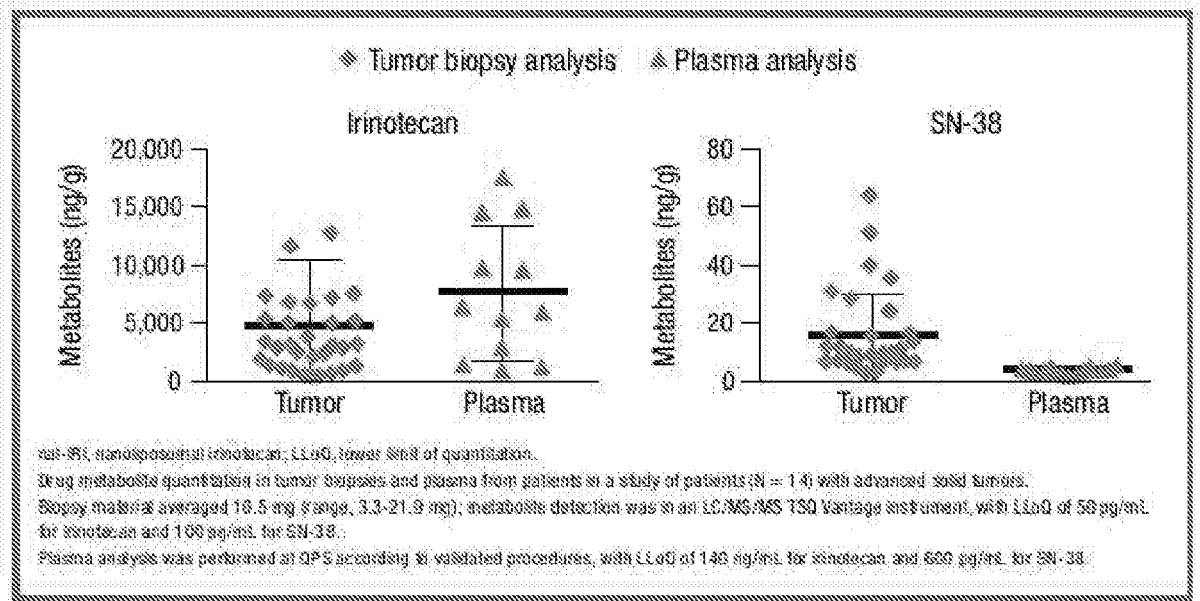 Tumor biopsy analysis Plasma analysis
Irinotecan SN-38
Metabolites (ng/g)
20,000
15,000
10,000
5,000
0
Tumor Plasma
Metabolites (ng/g)
80
60
40
20
0
Tumor Plasma
nal-IRI, nanoliposomal irinotecan; LLoQ, lower limit of quantitation.
Drug metabolite quantitation in tumor biopsies and plasma from patients in a study of patients (N = 14) with advanced solid tumors.
Biopsy material averaged mg (range, 3.3-21.9 mg); metabolite detection was in an LC/MS/MS TSQ Vantage instrument, with LLoQ of 50 pg/mL
for irinotecan and 100 pg/mL for SN-38.
Plasma analysis was performed at QPS according to validated procedures, with LLoQ of 140 ng/mL for irinotecan and 600 pg/mL for SN-38.